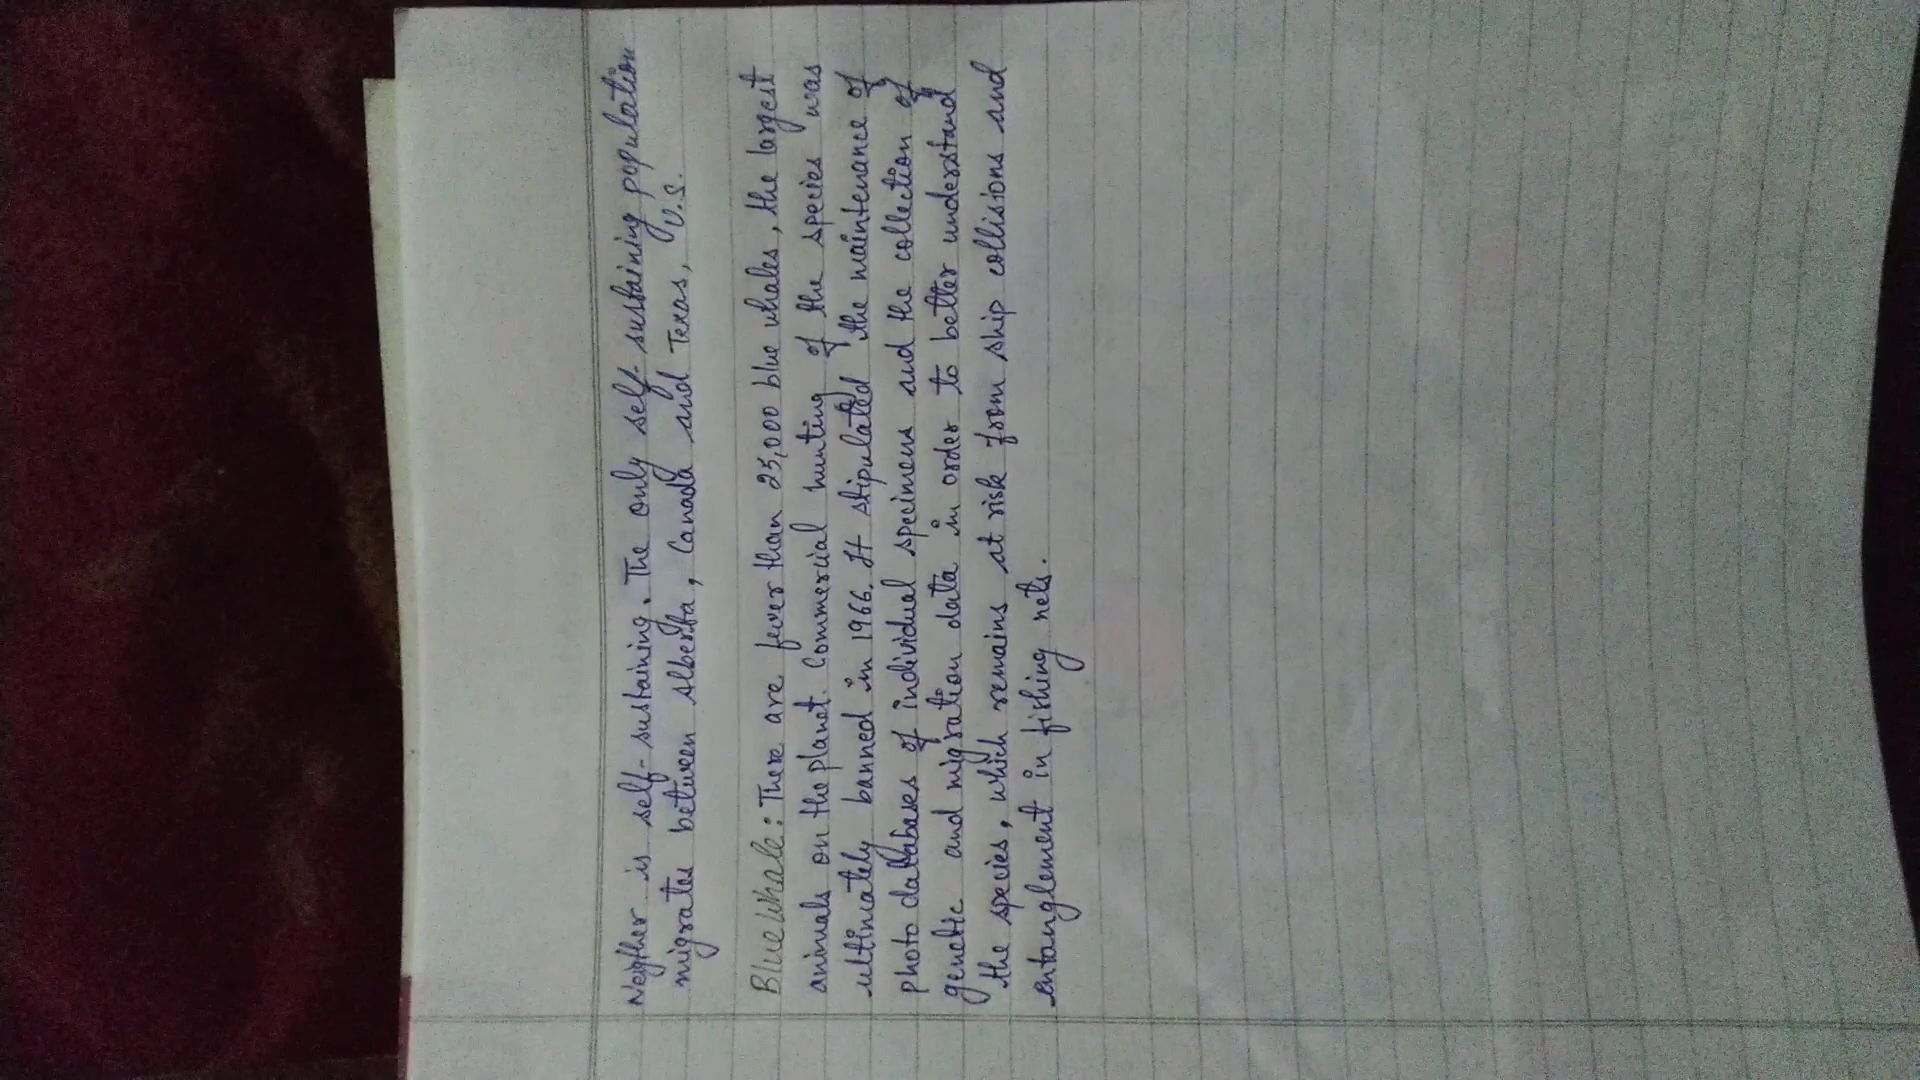 Neither is self-sustaining. The only self-sustaining population
migrates between Alberta, Canada and Texas, U.S.
Blue Whale: There are fewer than 25,000 blue whales, the largest
animals on the planet. Commercial hunting of the species was
ultimately banned in 1966. It stipulated the maintenance of
photo databases of individual specimens and the collection of
genetic and migration data in order to better understand
the species, which remains at risk from ship collisions and
entanglement in fishing nets.